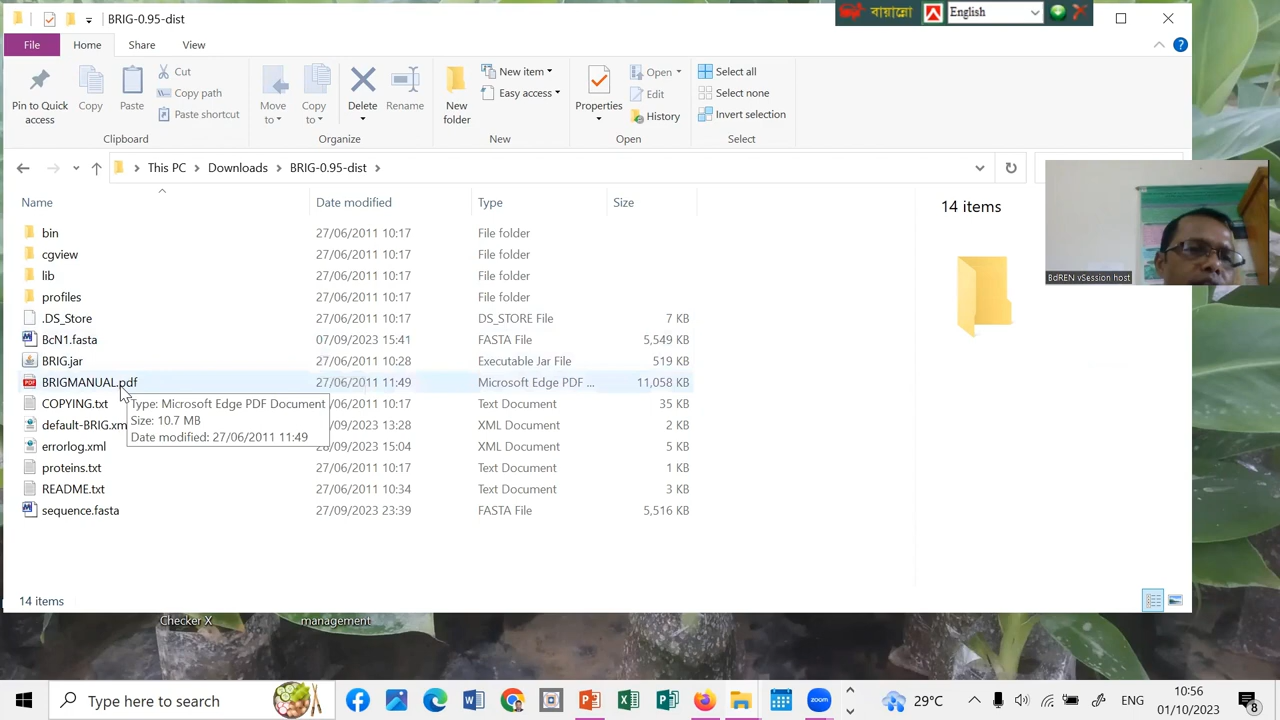 BRIG-0.95-dist
বায়ান্নো
English
File
Home
Share
View
Pin to Quick access
Copy
Paste
Cut
Copy path
Paste shortcut
Clipboard
Move to
Copy to
Delete
Rename
Organize
New folder
New item
Easy access
New
Properties
Open
Edit
History
Open
Select all
Select none
Invert selection
Select
This PC
Downloads
BRIG-0.95-dist
Name
Date modified
Type
Size
bin 27/06/2011 10:17 File folder
cgview 27/06/2011 10:17 File folder
lib 27/06/2011 10:17 File folder
profiles 27/06/2011 10:17 File folder
.DS_Store 27/06/2011 10:17 DS_STORE File 7 KB
BcN1.fasta 07/09/2023 15:41 FASTA File 5,549 KB
BRIG.jar 27/06/2011 10:28 Executable Jar File 519 KB
BRIGMANUAL.pdf 27/06/2011 11:49 Microsoft Edge PDF ... 11,058 KB
COPYING.txt 27/06/2011 10:17 Text Document 35 KB
default-BRIG.xm 13:28 XML Document 2 KB
errorlog.xml 15:04 XML Document 5 KB
proteins.txt 27/06/2011 10:17 Text Document 1 KB
README.txt 27/06/2011 10:34 Text Document 3 KB
sequence.fasta 27/09/2023 23:39 FASTA File 5,516 KB
Type: Microsoft Edge PDF Document
Size: 10.7 MB
Date modified: 27/06/2011 11:49
14 items
BdREN vSession host
14 items
Checker X
management
Type here to search
29°C
ENG
10:56
01/10/2023
8